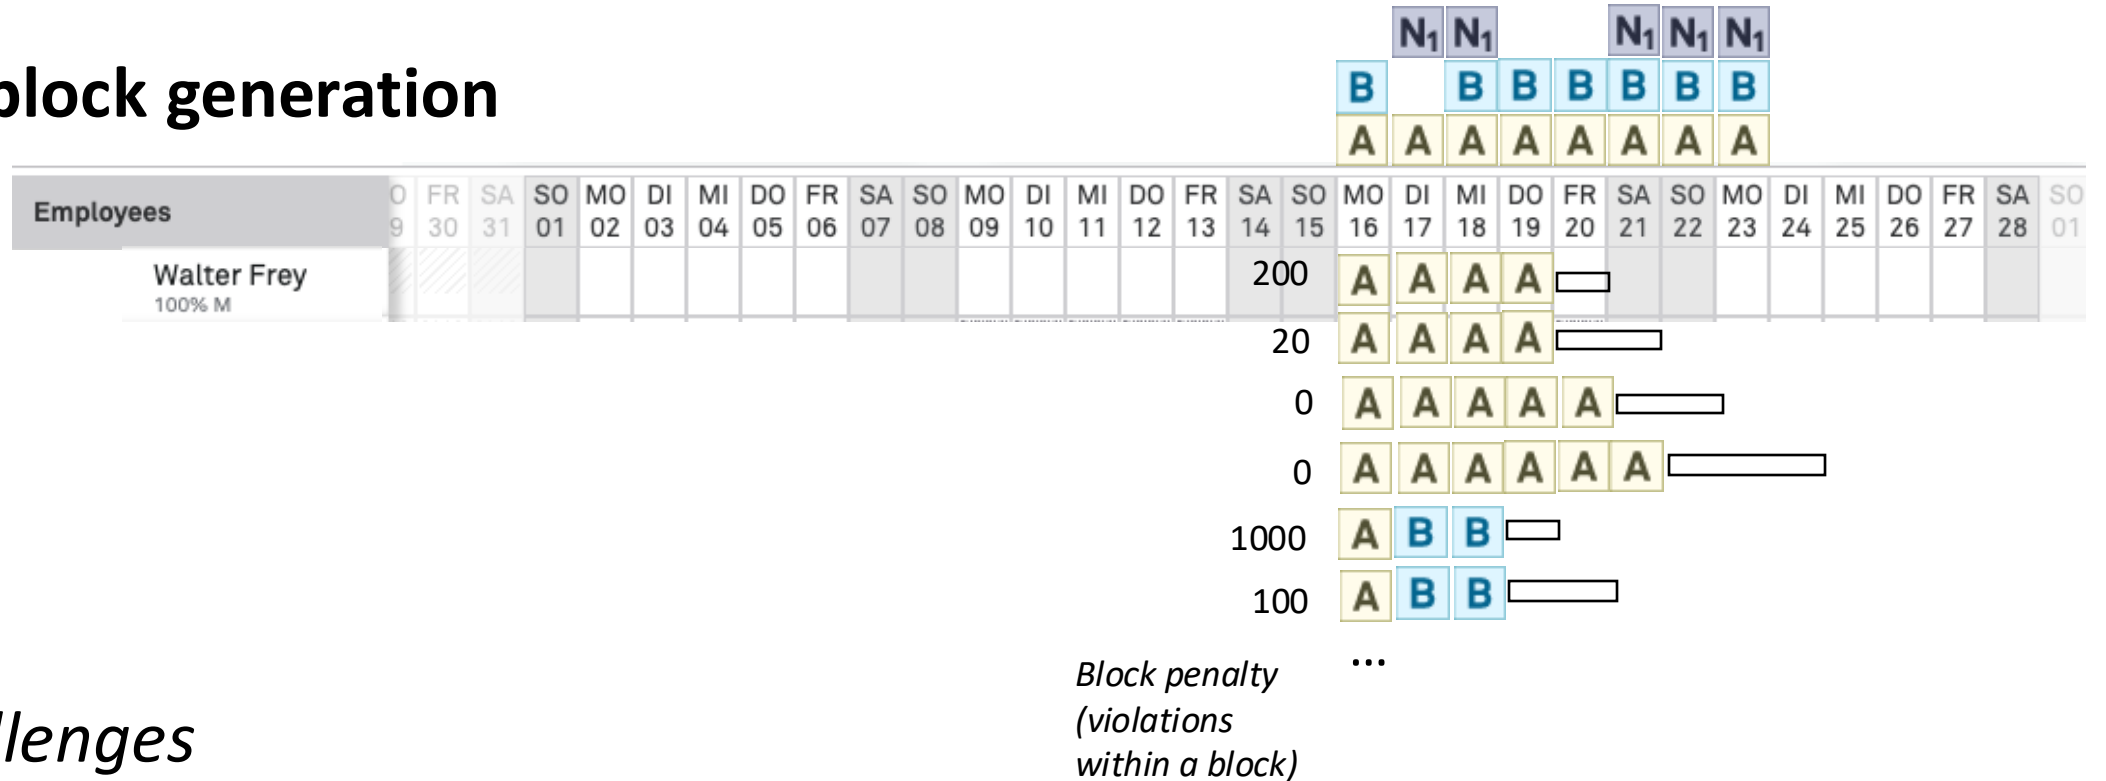 N1 N1 N1 N1 N1
block generation
B B B B B B B
A A A A A A A A
Employees
O FR SA SO MO DI MI DO FR SA SO MO DI MI DO FR SA SO MO DI MI DO FR SA SO MO DI MI DO FR SA SO
9 30 31 01 02 03 04 05 06 07 08 09 10 11 12 13 14 15 16 17 18 19 20 21 22 23 24 25 26 27 28 01
Walter Frey
100% M
200 A A A A
20 A A A A
0 A A A A A
0 A A A A A A
1000 A B B
100 A B B
...
Block penalty
(violations
within a block)
llenges